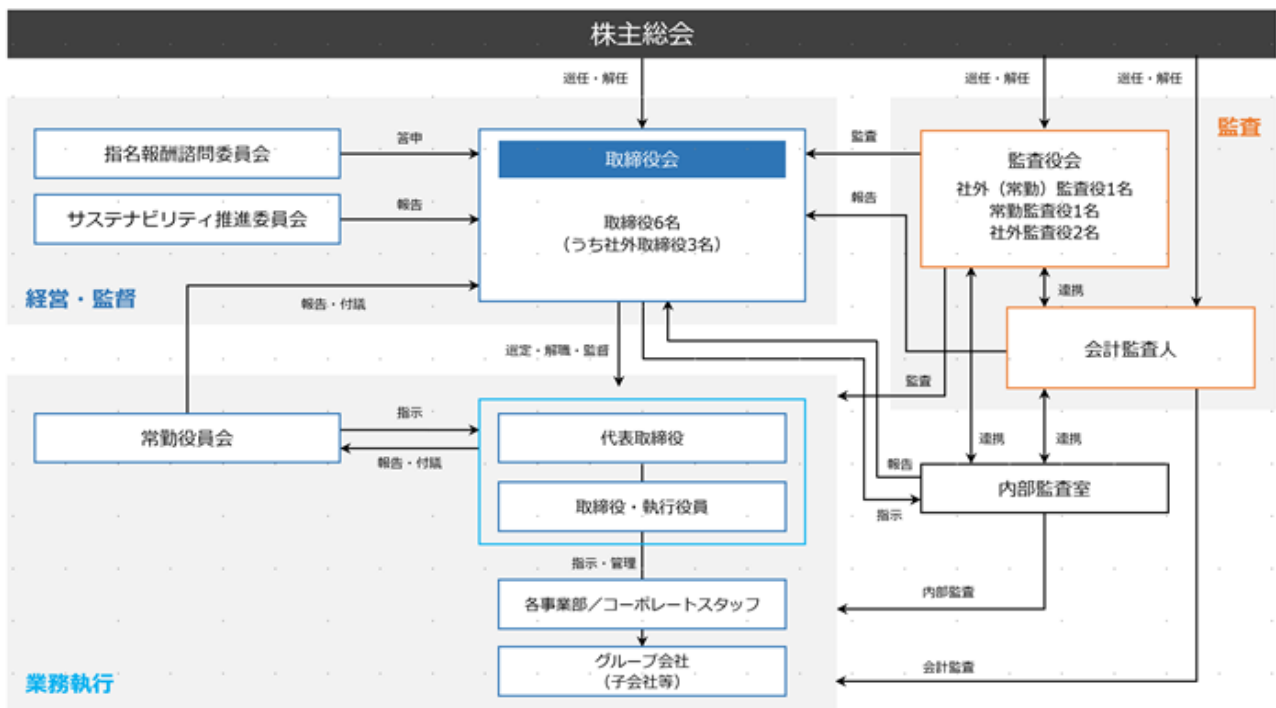 株主総会
選任・解任
選任・解任
選任・解任
監査
指名報酬諮問委員会
答申
取締役会
監査
監査役会
社外（常勤）監査役1名
常勤監査役1名
社外監査役2名
サステナビリティ推進委員会
報告
取締役6名
（うち社外取締役3名）
報告
経営・監督
報告・付議
連携
選定・解職・監督
会計監査人
監査
常勤役員会
指示
報告・付議
代表取締役
連携
連携
報告
内部監査室
指示
取締役・執行役員
指示・管理
内部監査
各事業部／コーポレートスタッフ
グループ会社
（子会社等）
会計監査
業務執行